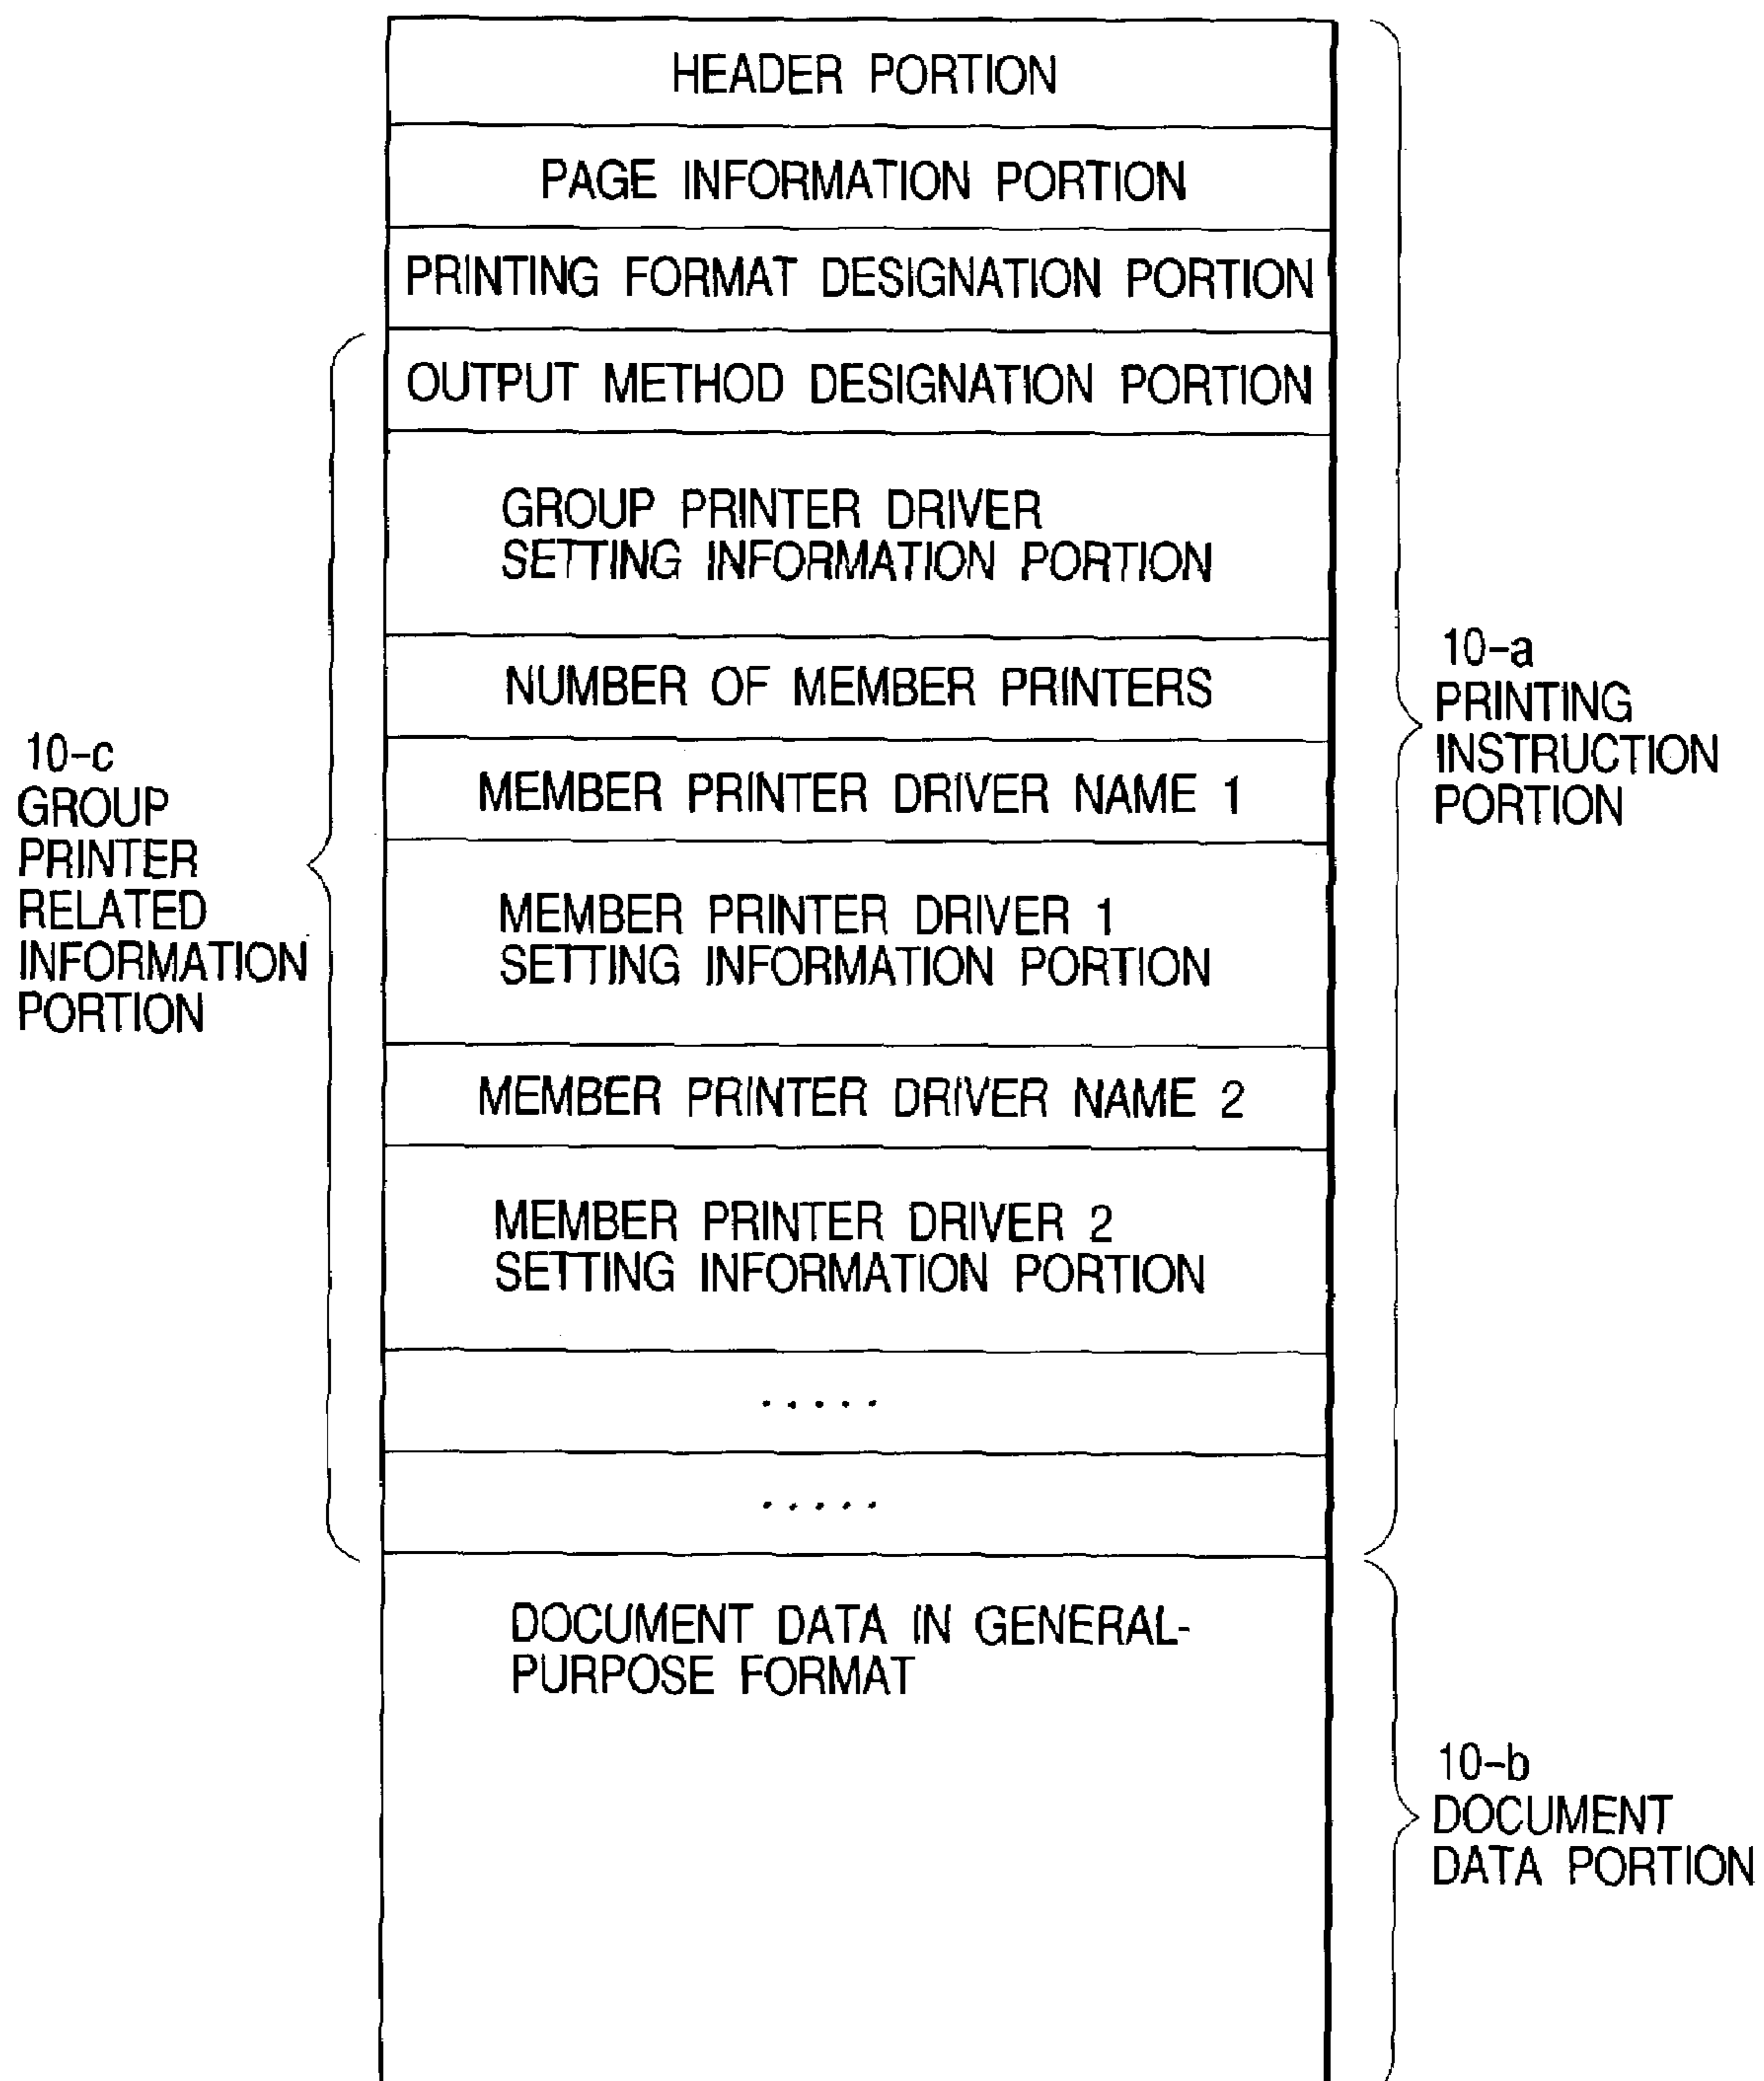 HEADER PORTION
PAGE INFORMATION PORTION
PRINTING FORMAT DESIGNATION PORTION
OUTPUT METHOD DESIGNATION PORTION
GROUP PRINTER DRIVER
SETTING INFORMATION PORTION
NUMBER OF MEMBER PRINTERS
MEMBER PRINTER DRIVER NAME 1
MEMBER PRINTER DRIVER 1
SETTING INFORMATION PORTION
MEMBER PRINTER DRIVER NAME 2
MEMBER PRINTER DRIVER 2
SETTING INFORMATION PORTION
.....
.....
DOCUMENT DATA IN GENERAL-
PURPOSE FORMAT
10-c
GROUP
PRINTER
RELATED
INFORMATION
PORTION
10-a
PRINTING
INSTRUCTION
PORTION
10-b
DOCUMENT
DATA PORTION